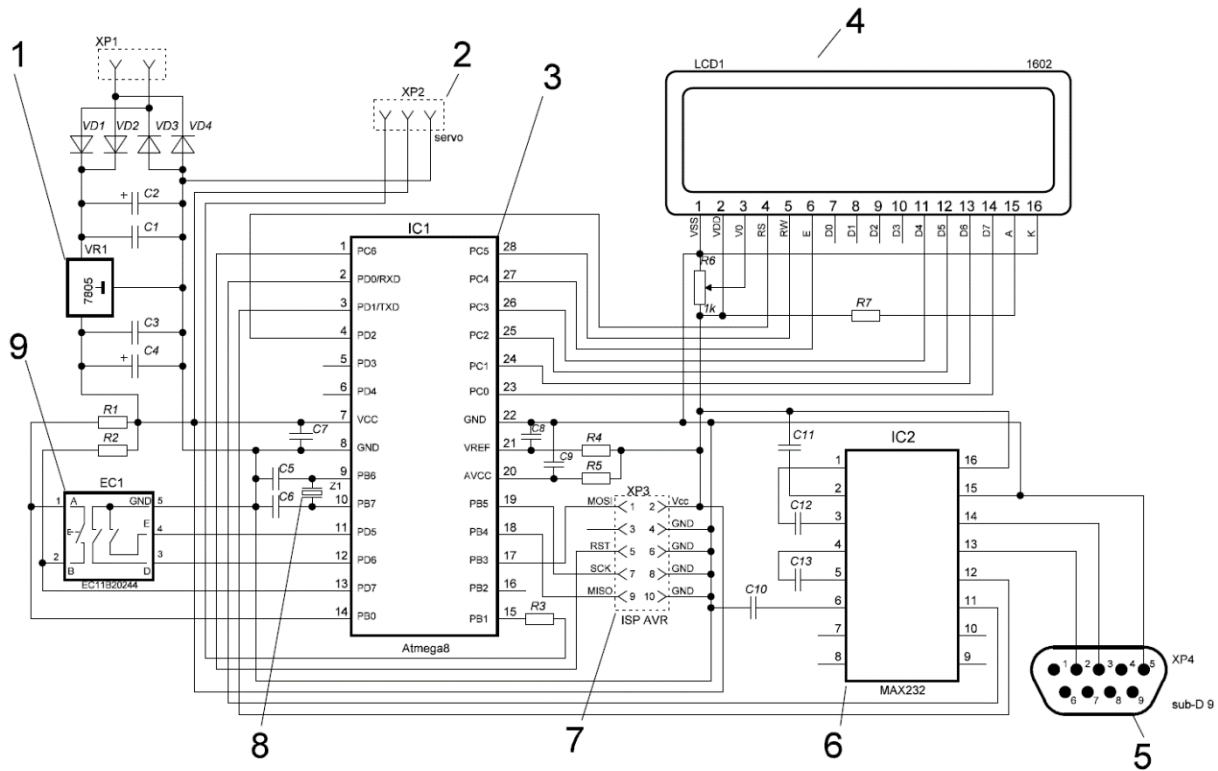 1
2
3
4
5
6
7
8
9
XP1
VD1 VD2 VD3 VD4
+ C2
C1
VR1
7805
C3
+ C4
R1
R2
EC1
1 A GND 5
E
E 4
2 B D 3
EC11B20244
XP2
servo
IC1
1 PC6 PC5 28
2 PD0/RXD PC4 27
3 PD1/TXD PC3 26
4 PD2 PC2 25
5 PD3 PC1 24
6 PD4 PC0 23
7 VCC GND 22
8 GND VREF 21
9 PB6 AVCC 20
10 PB7 PB5 19
11 PD5 PB4 18
12 PD6 PB3 17
13 PD7 PB2 16
14 PB0 PB1 15
Atmega8
C7
C5
C6
Z1
C8
C9
R4
R5
R3
LCD1 1602
1 2 3 4 5 6 7 8 9 10 11 12 13 14 15 16
VSS VDD V0 RS RW E D0 D1 D2 D3 D4 D5 D6 D7 A K
R6
1k
R7
XP3
MOSI 1 2 Vcc
3 4 GND
RST 5 6 GND
SCK 7 8 GND
MISO 9 10 GND
ISP AVR
C11
C12
C13
C10
IC2
1 16
2 15
3 14
4 13
5 12
6 11
7 10
8 9
MAX232
XP4
1 2 3 4 5
6 7 8 9
sub-D 9